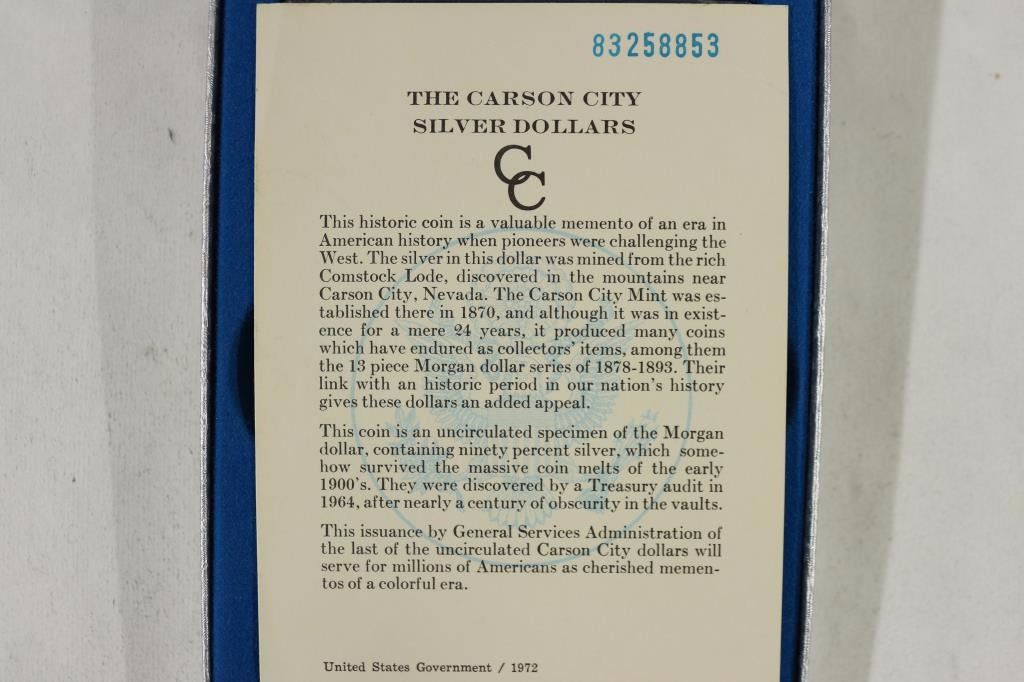 83258853
THE CARSON CITY
SILVER DOLLARS
CC
This historic coin is a valuable memento of an era in
American history when pioneers were challenging the
West. The silver in this dollar was mined from the rich
Comstock Lode, discovered in the mountains near
Carson City, Nevada. The Carson City Mint was es-
tablished there in 1870, and although it was in exist-
ence for a mere 24 years, it produced many coins
which have endured as collectors' items, among them
the 13 piece Morgan dollar series of 1878-1893. Their
link with an historic period in our nation's history
gives these dollars an added appeal.
This coin is an uncirculated specimen of the Morgan
dollar, containing ninety percent silver, which some-
how survived the massive coin melts of the early
1900's. They were discovered by a Treasury audit in
1964, after nearly a century of obscurity in the vaults.
This issuance by General Services Administration of
the last of the uncirculated Carson City dollars will
serve for millions of Americans as cherished memen-
tos of a colorful era.
United States Government / 1972